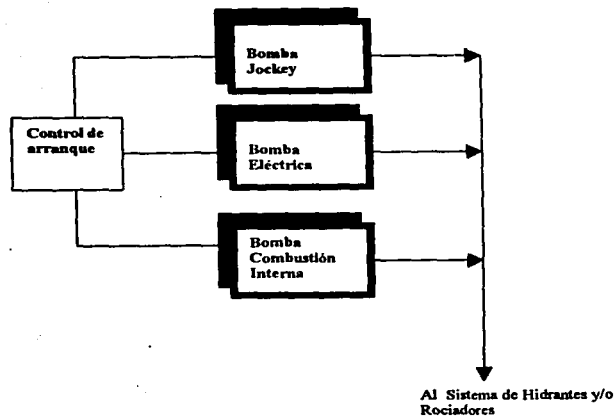 Bomba
Jockey
Control de
arranque
Bomba
Eléctrica
Bomba
Combustión
Interna
Al Sistema de Hidrantes y/o
Rociadores